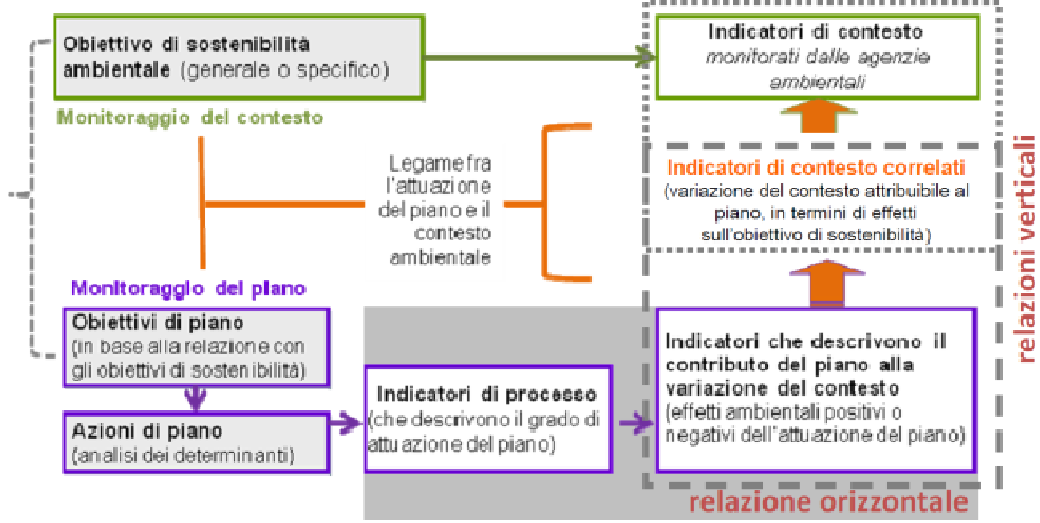 Obiettivo di sostenibilità
ambientale (generale o specifico)
Monitoraggio del contesto
Indicatori di contesto
monitorati dalle agenzie
ambientali
Legame fra
l'attuazione
del piano e il
contesto
ambientale
Indicatori di contesto correlati
(variazione del contesto attribuibile al
piano, in termini di effetti
sull'obiettivo di sostenibilità)
relazioni verticali
Monitoraggio del piano
Obiettivi di piano
(in base alla relazione con
gli obiettivi di sostenibilità)
Azioni di piano
(analisi dei determinanti)
Indicatori di processo
(che descrivono il grado di
attuazione del piano)
Indicatori che descrivono il
contributo del piano alla
variazione del contesto
(effetti ambientali positivi o
negativi dell'attuazione del piano)
relazione orizzontale